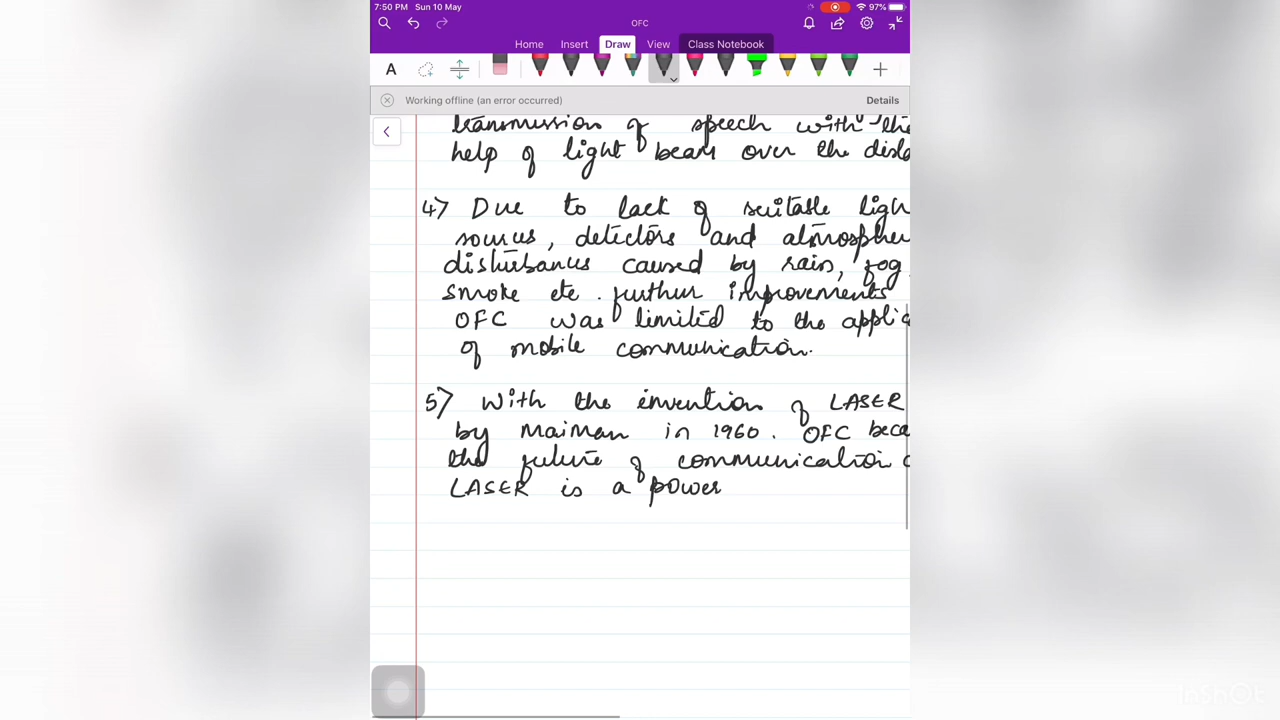 7:50 PM Sun 10 May 97%
OFC
Home Insert Draw View Class Notebook
A
Working offline (an error occurred) Details
transmission of speech with the
help of light beam over the dista
4) Due to lack of suitable ligh
sources, detectors and atmospher
disturbances caused by rain, fog,
smoke etc. further improvements
OFC was limited to the applic
of mobile communication.
5) With the invention of LASER
by Maiman in 1960. OFC beca
the future of communication
LASER is a power
InShOt